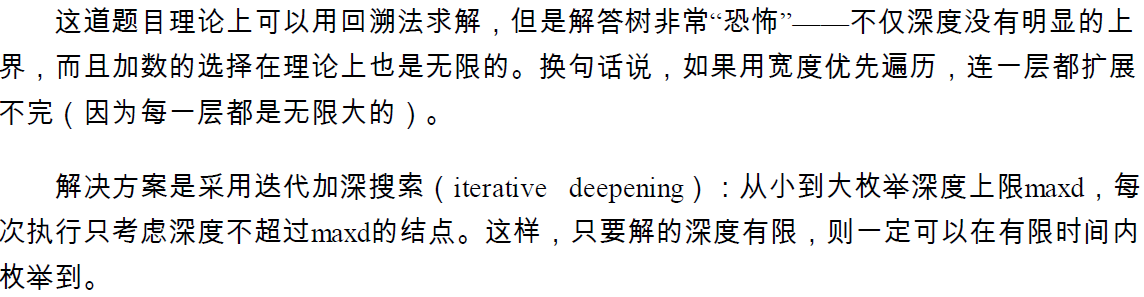 这道题目理论上可以用回溯法求解，但是解答树非常“恐怖”——不仅深度没有明显的上
界，而且加数的选择在理论上也是无限的。换句话说，如果用宽度优先遍历，连一层都扩展
不完（因为每一层都是无限大的）。
解决方案是采用迭代加深搜索（iterative deepening）：从小到大枚举深度上限maxd，每
次执行只考虑深度不超过maxd的结点。这样，只要解的深度有限，则一定可以在有限时间内
枚举到。